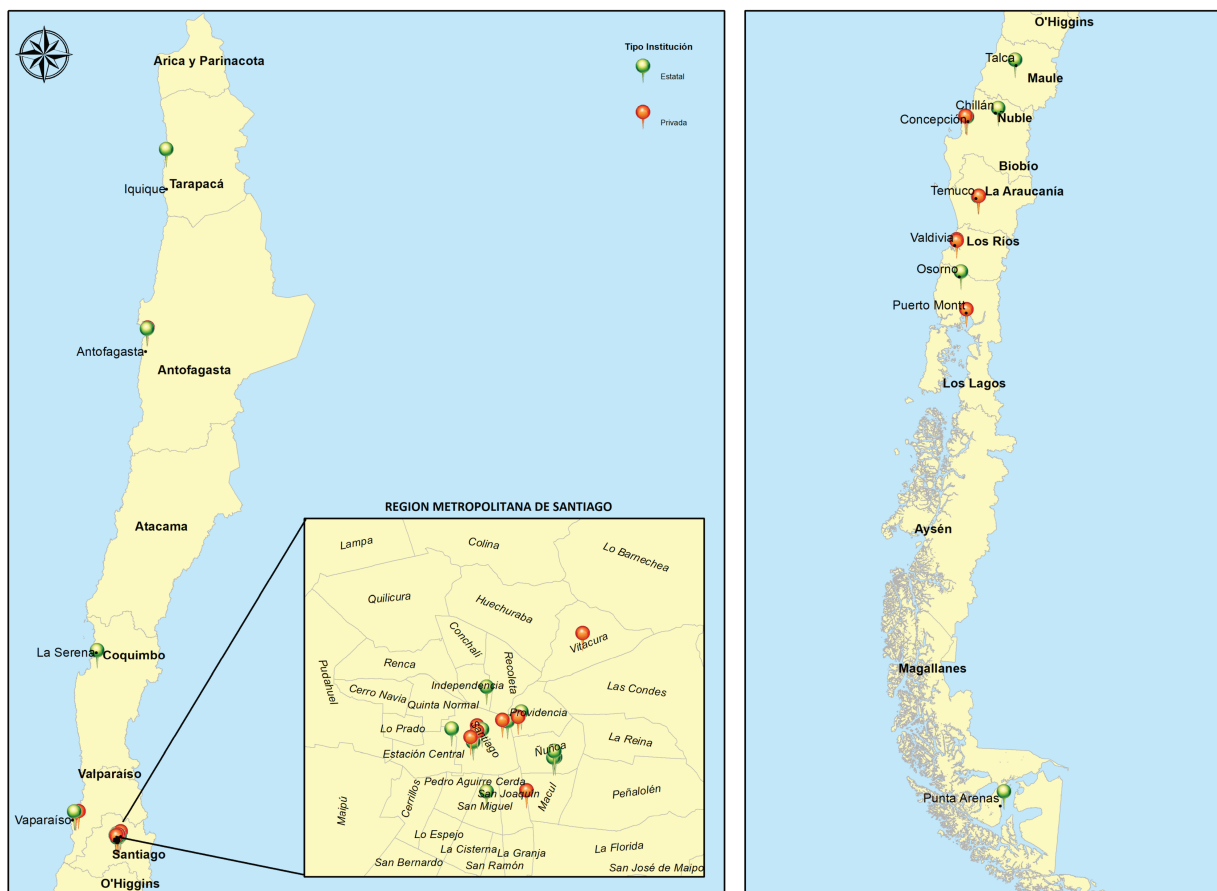 Arica y Parinacota
Tipo Institución
Estatal
Privada
Iquique
Tarapacá
Antofagasta
Antofagasta
Atacama
La Serena
Coquimbo
Valparaíso
Vaparaíso
Santiago
O'Higgins
REGION METROPOLITANA DE SANTIAGO
Lampa
Colina
Lo Barnechea
Quilicura
Huechuraba
Conchalí
Vitacura
Recoleta
Renca
Pudahuel
Cerro Navia
Independencia
Las Condes
Quinta Normal
Providencia
Lo Prado
Santiago
La Reina
Estación Central
Ñuñoa
Pedro Aguirre Cerda
San Joaquín
Macul
Peñalolén
Maipú
Cerrillos
San Miguel
Lo Espejo
La Cisterna
La Granja
La Florida
San Bernardo
San Ramón
San José de Maipo
O'Higgins
Talca
Maule
Chillán
Concepción
Ñuble
Biobio
Temuco
La Araucanía
Valdivia
Los Ríos
Osorno
Puerto Montt
Los Lagos
Aysén
Magallanes
Punta Arenas